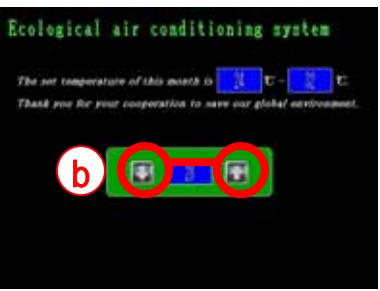 Ecological air conditioning system
The set temperature of this month is 24 ℃ - ℃.
Thank you for your cooperation to save our global environment.
b